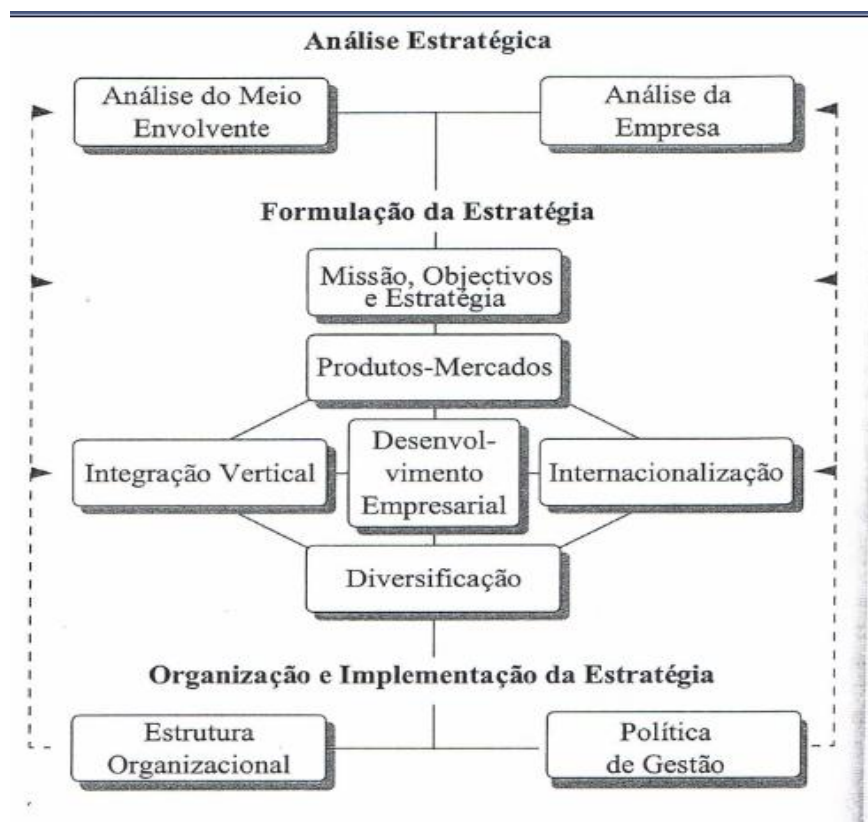 Análise Estratégica
Análise do Meio
Envolvente
Análise da
Empresa
Formulação da Estratégia
Missão, Objectivos
e Estratégia
Produtos-Mercados
Integração Vertical
Desenvol-
vimento
Empresarial
Internacionalização
Diversificação
Organização e Implementação da Estratégia
Estrutura
Organizacional
Política
de Gestão